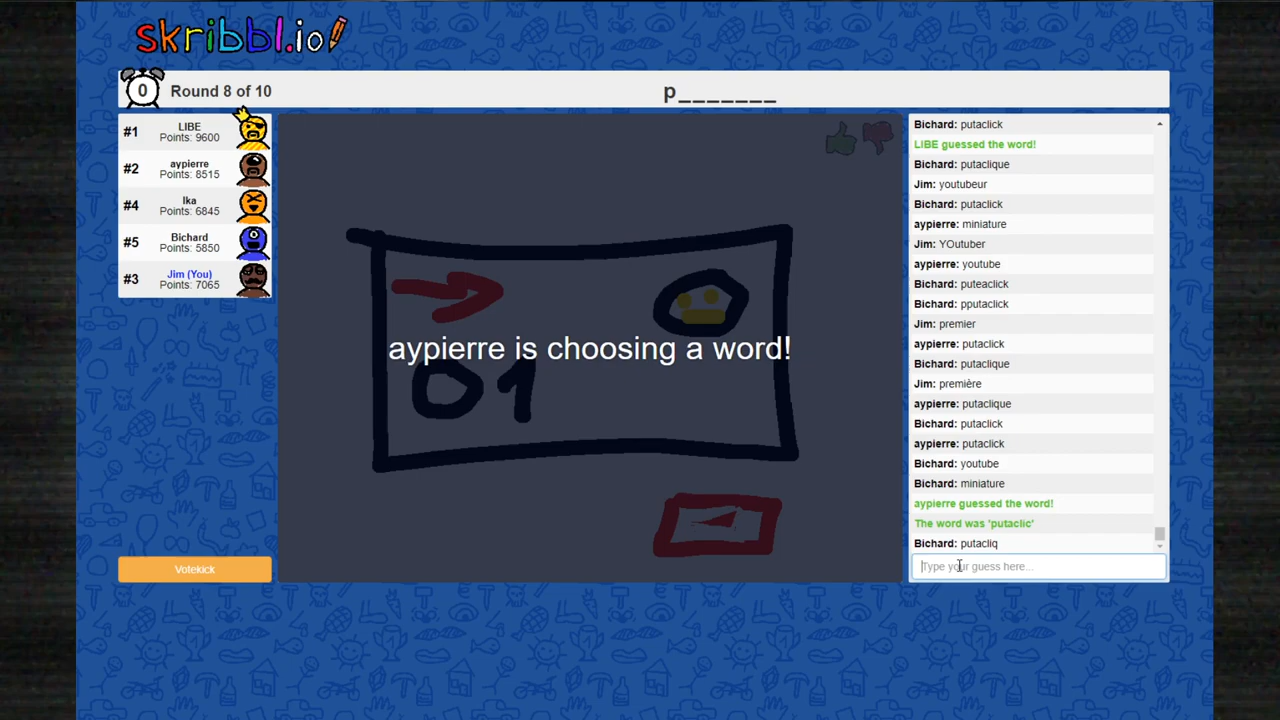 skribbl.io
0
Round 8 of 10
p_______
#1
LIBE
Points: 9600
#2
aypierre
Points: 8515
#4
Ika
Points: 6845
#5
Bichard
Points: 5850
#3
Jim (You)
Points: 7065
Votekick
aypierre is choosing a word!
01
Bichard: putaclick
LIBE guessed the word!
Bichard: putaclique
Jim: youtubeur
Bichard: putaclick
aypierre: miniature
Jim: YOutuber
aypierre: youtube
Bichard: puteaclick
Bichard: pputaclick
Jim: premier
aypierre: putaclick
Bichard: putaclique
Jim: première
aypierre: putaclique
Bichard: putaclick
aypierre: putaclick
Bichard: youtube
Bichard: miniature
aypierre guessed the word!
The word was 'putaclic'
Bichard: putacliq
Type your guess here...